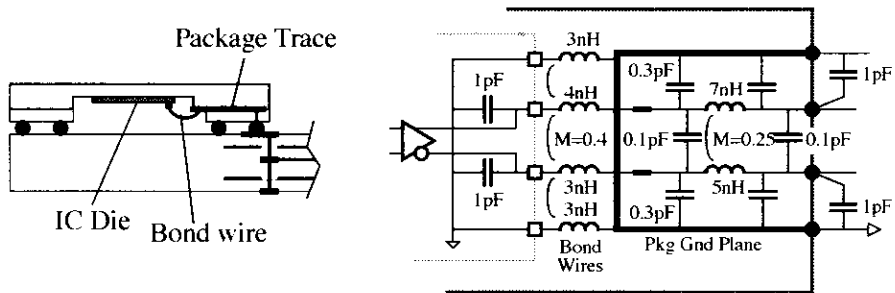 Package Trace
IC Die
Bond wire
3nH
1pF
0.3pF
1pF
4nH
7nH
M=0.4
0.1pF
M=0.25
0.1pF
1pF
3nH
3nH
5nH
0.3pF
1pF
Bond
Wires
Pkg Gnd Plane